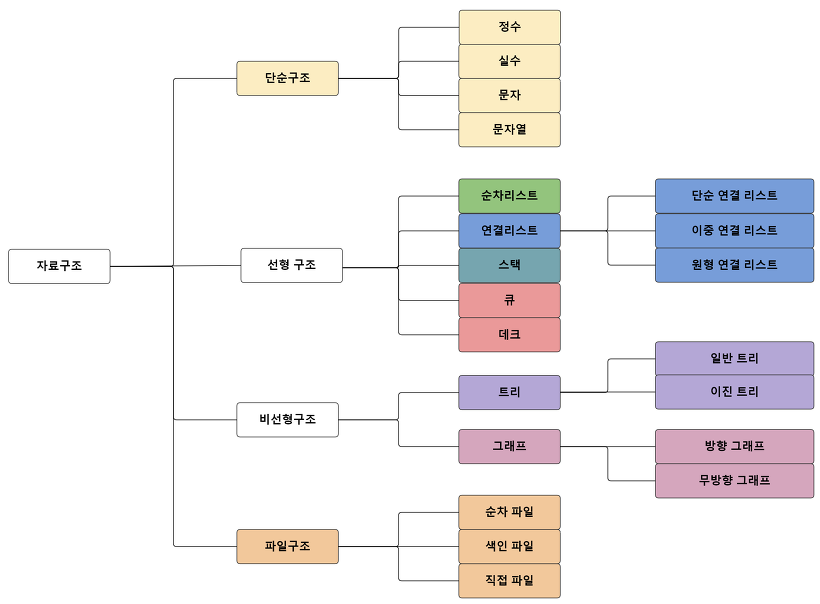 자료구조
단순구조
정수
실수
문자
문자열
선형 구조
순차리스트
연결리스트
단순 연결 리스트
이중 연결 리스트
원형 연결 리스트
스택
큐
데크
비선형구조
트리
일반 트리
이진 트리
그래프
방향 그래프
무방향 그래프
파일구조
순차 파일
색인 파일
직접 파일